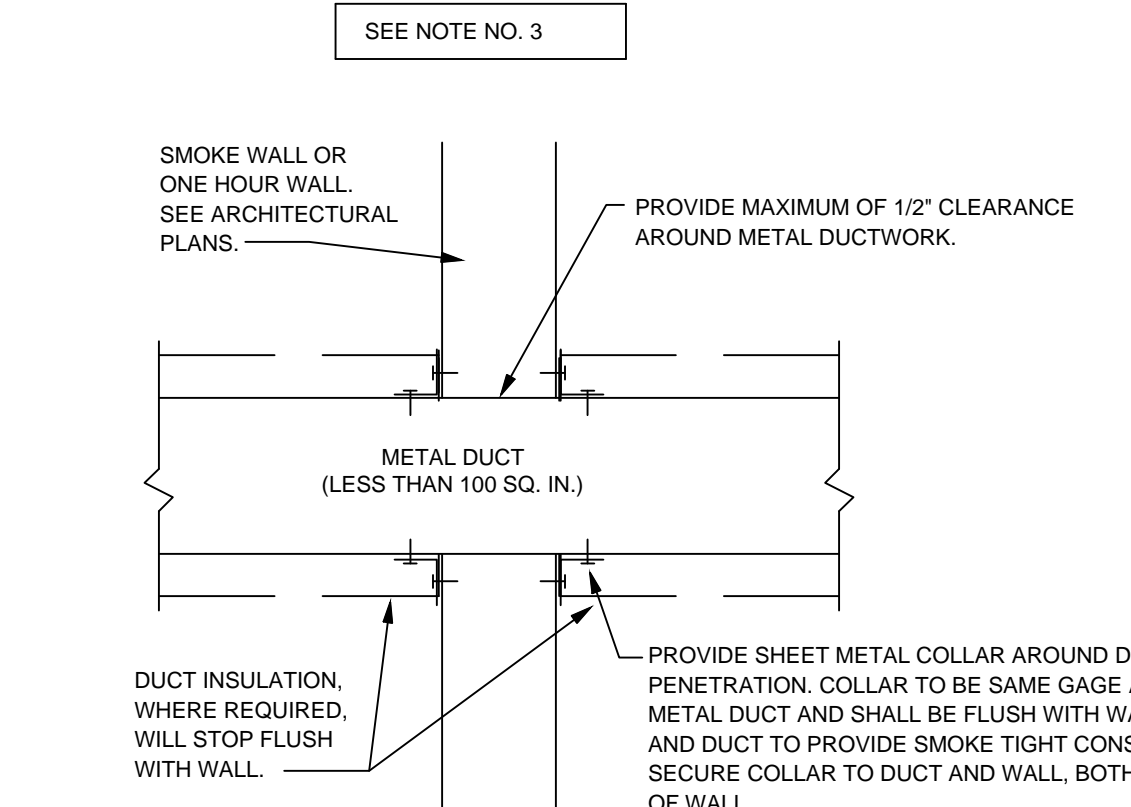 SEE NOTE NO. 3
SMOKE WALL OR
ONE HOUR WALL.
SEE ARCHITECTURAL
PLANS.
PROVIDE MAXIMUM OF 1/2" CLEARANCE
AROUND METAL DUCTWORK.
METAL DUCT
(LESS THAN 100 SQ. IN.)
DUCT INSULATION,
WHERE REQUIRED,
WILL STOP FLUSH
WITH WALL.
PROVIDE SHEET METAL COLLAR AROUND
PENETRATION. COLLAR TO BE SAME GAGE
METAL DUCT AND SHALL BE FLUSH WITH
AND DUCT TO PROVIDE SMOKE TIGHT
SECURE COLLAR TO DUCT AND WALL, BOTH
OF WALL